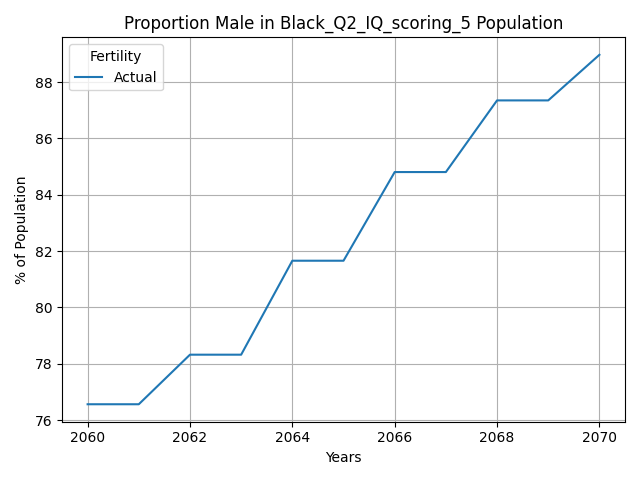 Proportion Male in Black_Q2_IQ_scoring_5 Population
Fertility
Actual
% of Population
88
86
84
82
80
78
76
2060 2062 2064 2066 2068 2070
Years